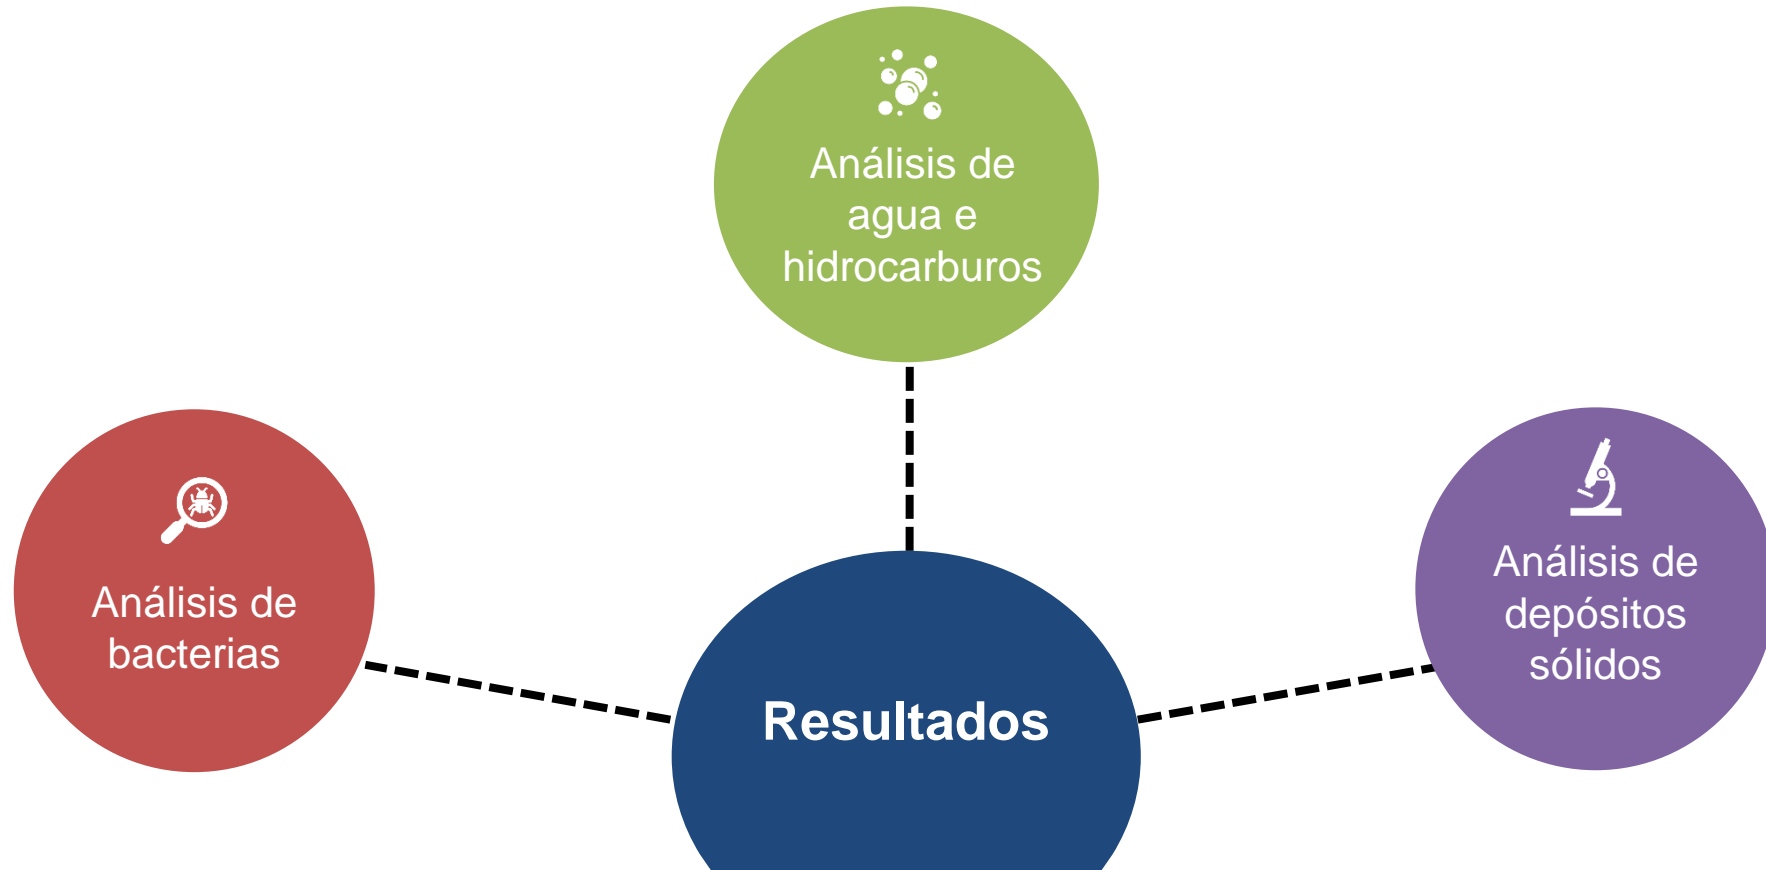 Análisis de
agua e
hidrocarburos
Análisis de
bacterias
Análisis de
depósitos
sólidos
Resultados